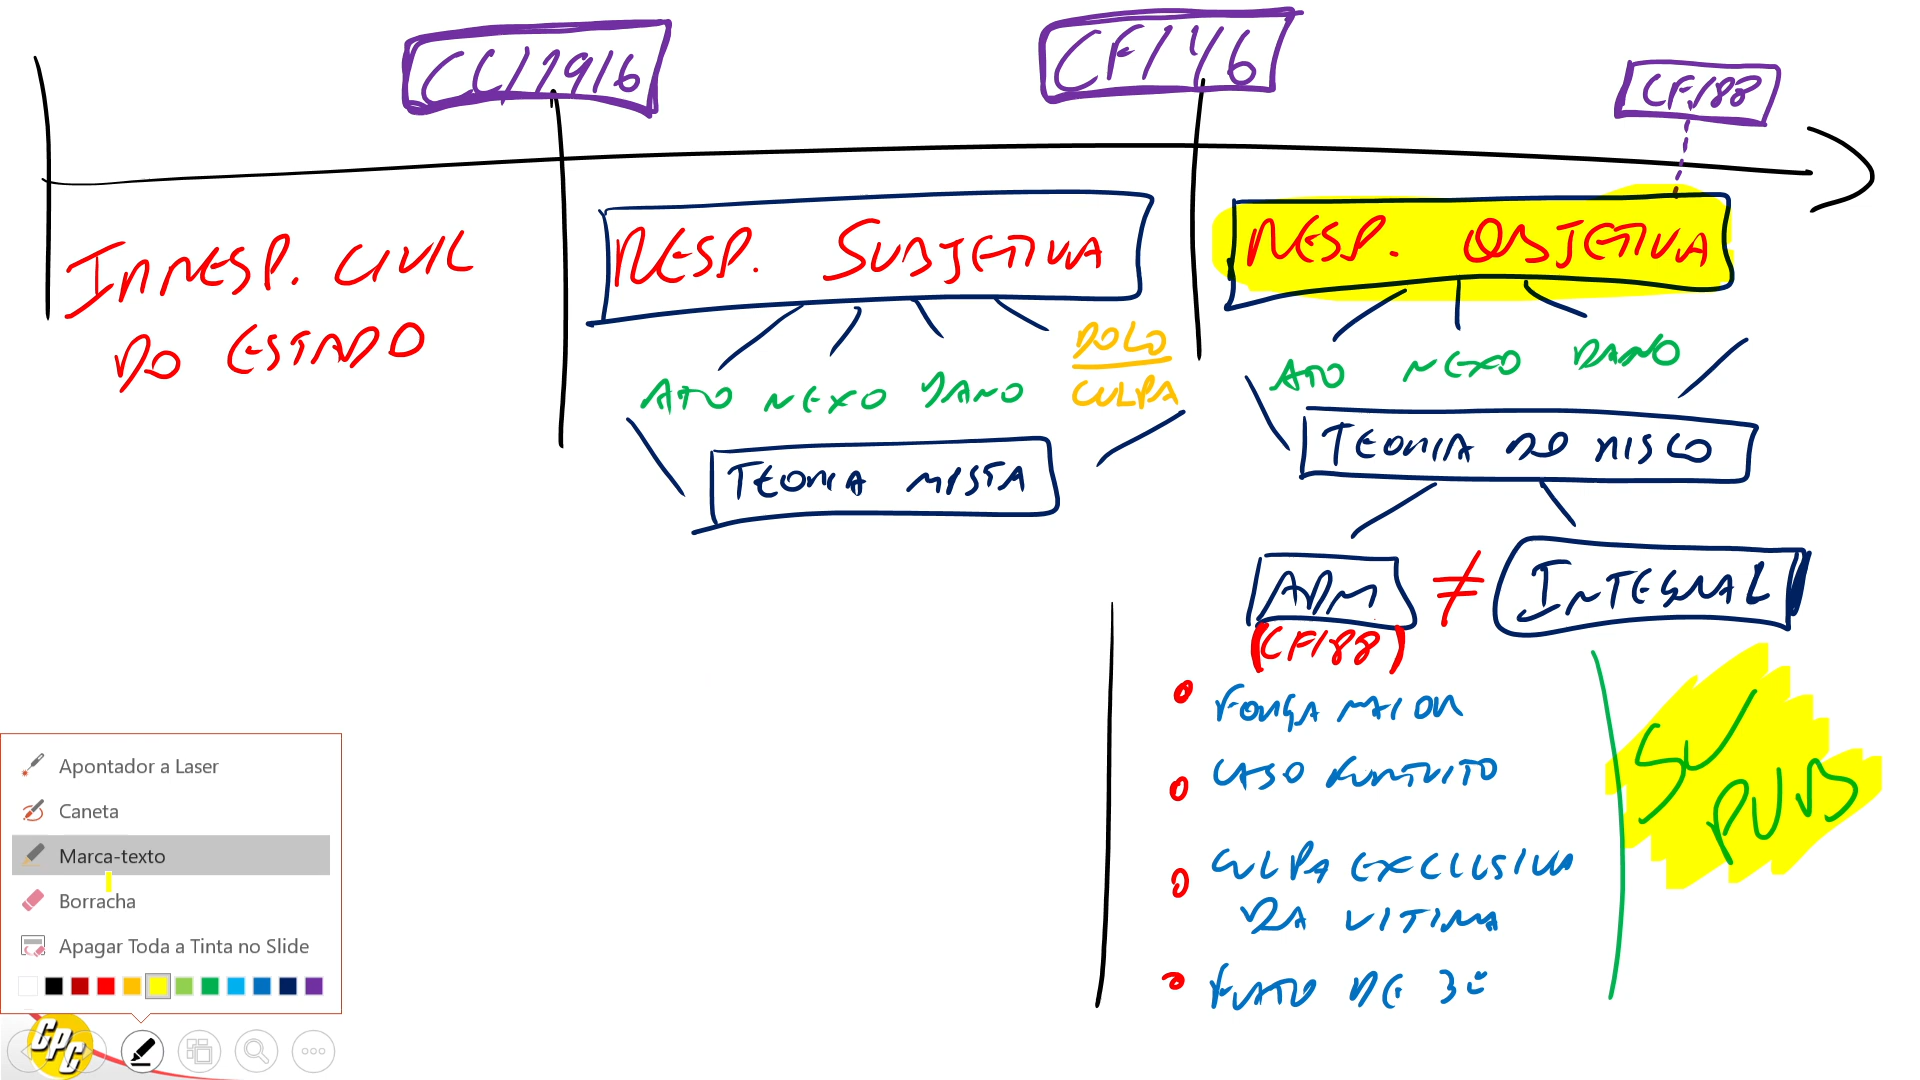 CC/1916
CF/46
CF/88
IRRESP. CIVIL
DO ESTADO
RESP. SUBJETIVA
ATO NEXO DANO DOLO
CULPA
TEORIA MISTA
RESP. OBJETIVA
ATO NEXO DANO
TEORIA DO RISCO
ADM ≠ INTEGRAL
(CF/88)
FORÇA MAIOR
CASO FORTUITO
CULPA EXCLUSIVA
DA VITIMA
FATO DE 3º
PUB
Apontador a Laser
Caneta
Marca-texto
Borracha
Apagar Toda a Tinta no Slide
CPC